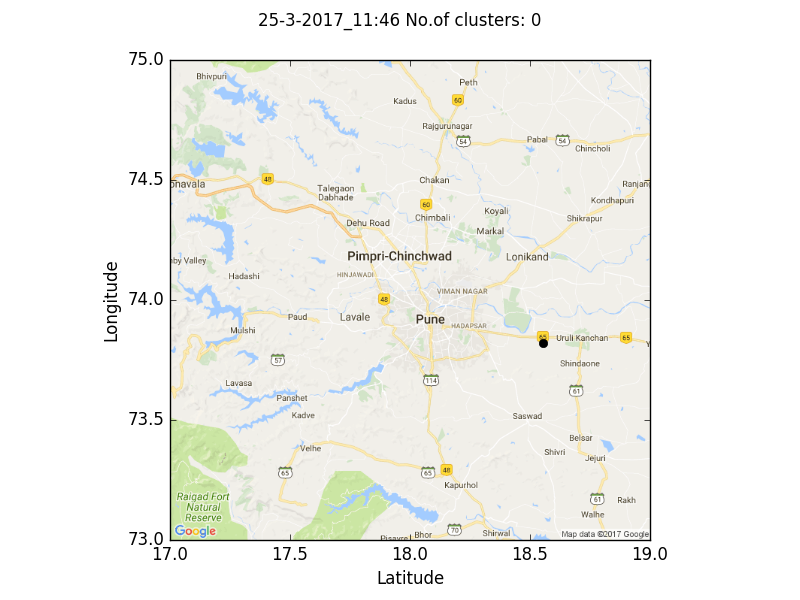 25-3-2017_11:46 No.of clusters: 0
75.0
74.5
74.0
73.5
73.0
17.0
17.5
18.0
18.5
19.0
Longitude
Latitude
Bhivpuri
Peth
Kadus
60
Rajgurunagar
54
Pabal
54
Chincholi
onavala
48
Talegaon
Dabhade
Chakan
Ranjani
60
Kondhapuri
Dehu Road
Chimbali
Koyali
Shikrapur
Markal
by Valley
Pimpri-Chinchwad
Lonikand
Hadashi
HINJAWADI
VIMAN NAGAR
48
Paud
Lavale
Pune
HADAPSAR
Mulshi
65
Uruli Kanchan
65
Y
57
Shindaone
114
61
Lavasa
Panshet
Kadve
Saswad
Belsar
Velhe
Shivri
Jejuri
65
65
48
Kapurhol
Raigad Fort
Natural
Reserve
61
Rakh
Walhe
70
Google
Pisavre
Bhor
Shirwal
Map data ©2017 Google